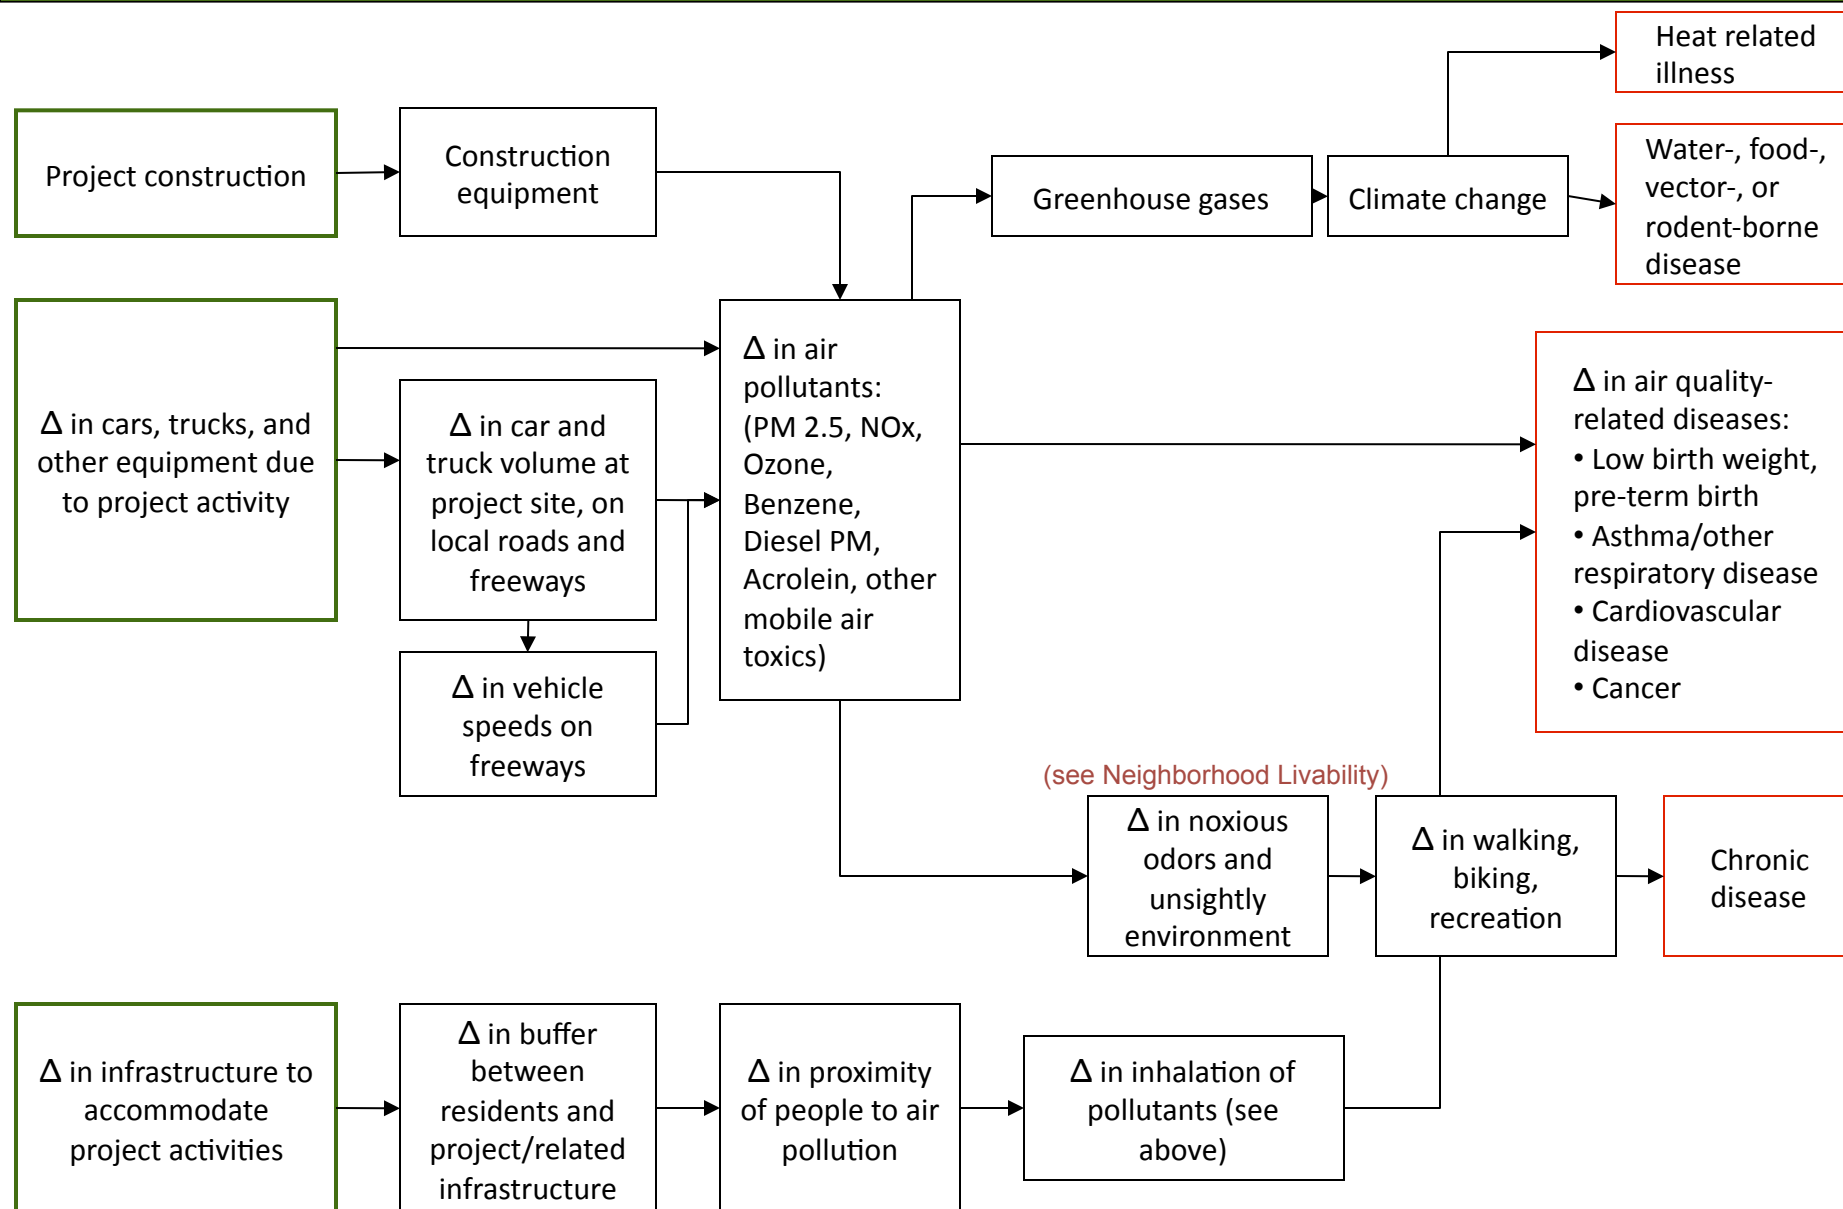 Heat related
illness
Project construction
Construction
equipment
Greenhouse gases
Climate change
Water-, food-,
vector-, or
rodent-borne
disease
Δ in cars, trucks, and
other equipment due
to project activity
Δ in car and
truck volume at
project site, on
local roads and
freeways
Δ in vehicle
speeds on
freeways
Δ in air
pollutants:
(PM 2.5, NOx,
Ozone,
Benzene,
Diesel PM,
Acrolein, other
mobile air
toxics)
Δ in air quality-
related diseases:
• Low birth weight,
pre-term birth
• Asthma/other
respiratory disease
• Cardiovascular
disease
• Cancer
(see Neighborhood Livability)
Δ in noxious
odors and
unsightly
environment
Δ in walking,
biking,
recreation
Chronic
disease
Δ in infrastructure to
accommodate
project activities
Δ in buffer
between
residents and
project/related
infrastructure
Δ in proximity
of people to air
pollution
Δ in inhalation of
pollutants (see
above)